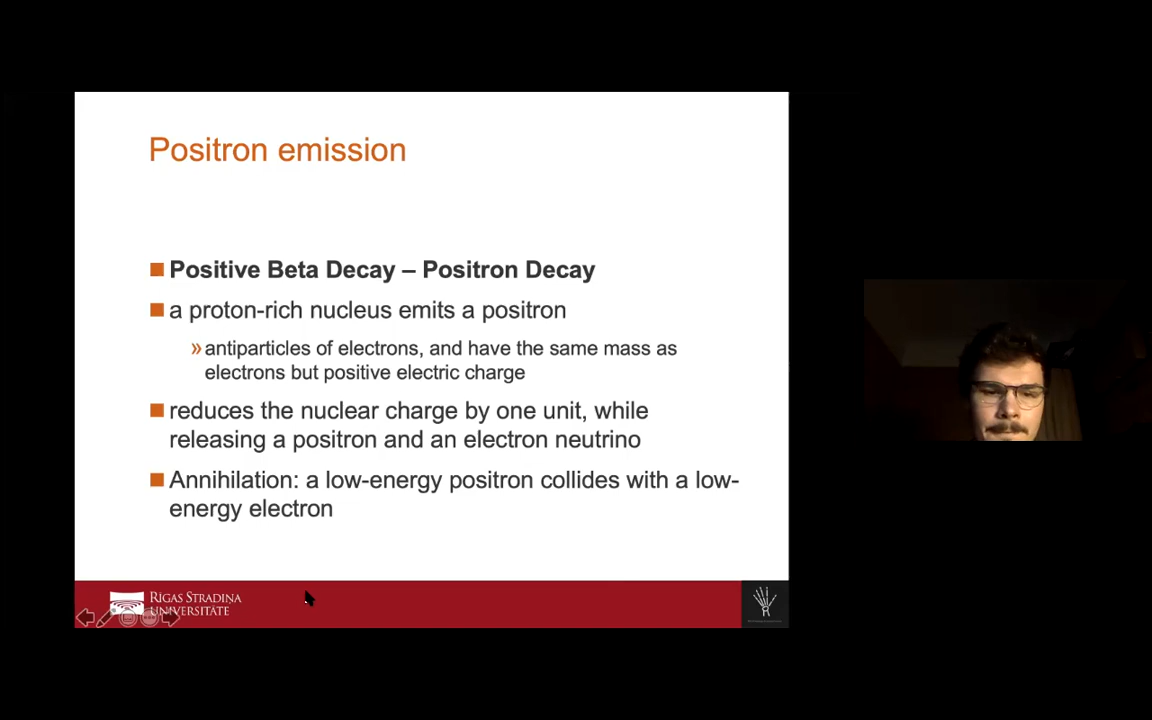 Positron emission
Positive Beta Decay – Positron Decay
a proton-rich nucleus emits a positron
antiparticles of electrons, and have the same mass as
electrons but positive electric charge
reduces the nuclear charge by one unit, while
releasing a positron and an electron neutrino
Annihilation: a low-energy positron collides with a low-
energy electron
RĪGAS STRADIŅA
UNIVERSITĀTE